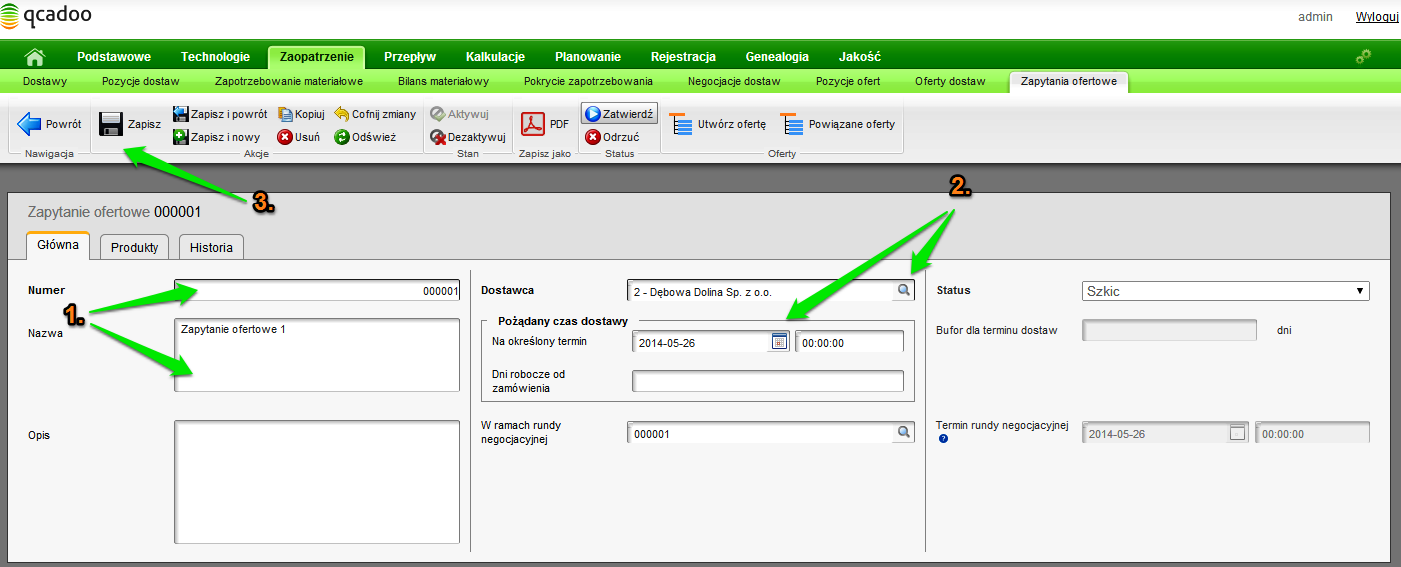 qcadoo
admin Wyloguj
Podstawowe Technologie Zaopatrzenie Przepływ Kalkulacje Planowanie Rejestracja Genealogia Jakość
Dostawy Pozycje dostaw Zapotrzebowanie materiałowe Bilans materiałowy Pokrycie zapotrzebowania Negocjacje dostaw Pozycje ofert Oferty dostaw Zapytania ofertowe
Powrót Zapisz Zapisz i powrót Kopiuj Cofnij zmiany Aktywuj PDF Zatwierdź Utwórz ofertę Powiązane oferty
Zapisz i nowy Usuń Odśwież Dezaktywuj Odrzuć
Nawigacja Akcje Stan Zapisz jako Status Oferty
3. 2.
Zapytanie ofertowe 000001
Główna Produkty Historia
Numer 000001 Dostawca 2 - Dębowa Dolina Sp. z o.o. Status Szkic
1.
Pożądany czas dostawy
Nazwa Zapytanie ofertowe 1 Na określony termin 2014-05-26 00:00:00 Bufor dla terminu dostaw dni
Dni robocze od
zamówienia
Opis W ramach rundy
negocjacyjnej 000001 Termin rundy negocjacyjnej 2014-05-26 00:00:00
?